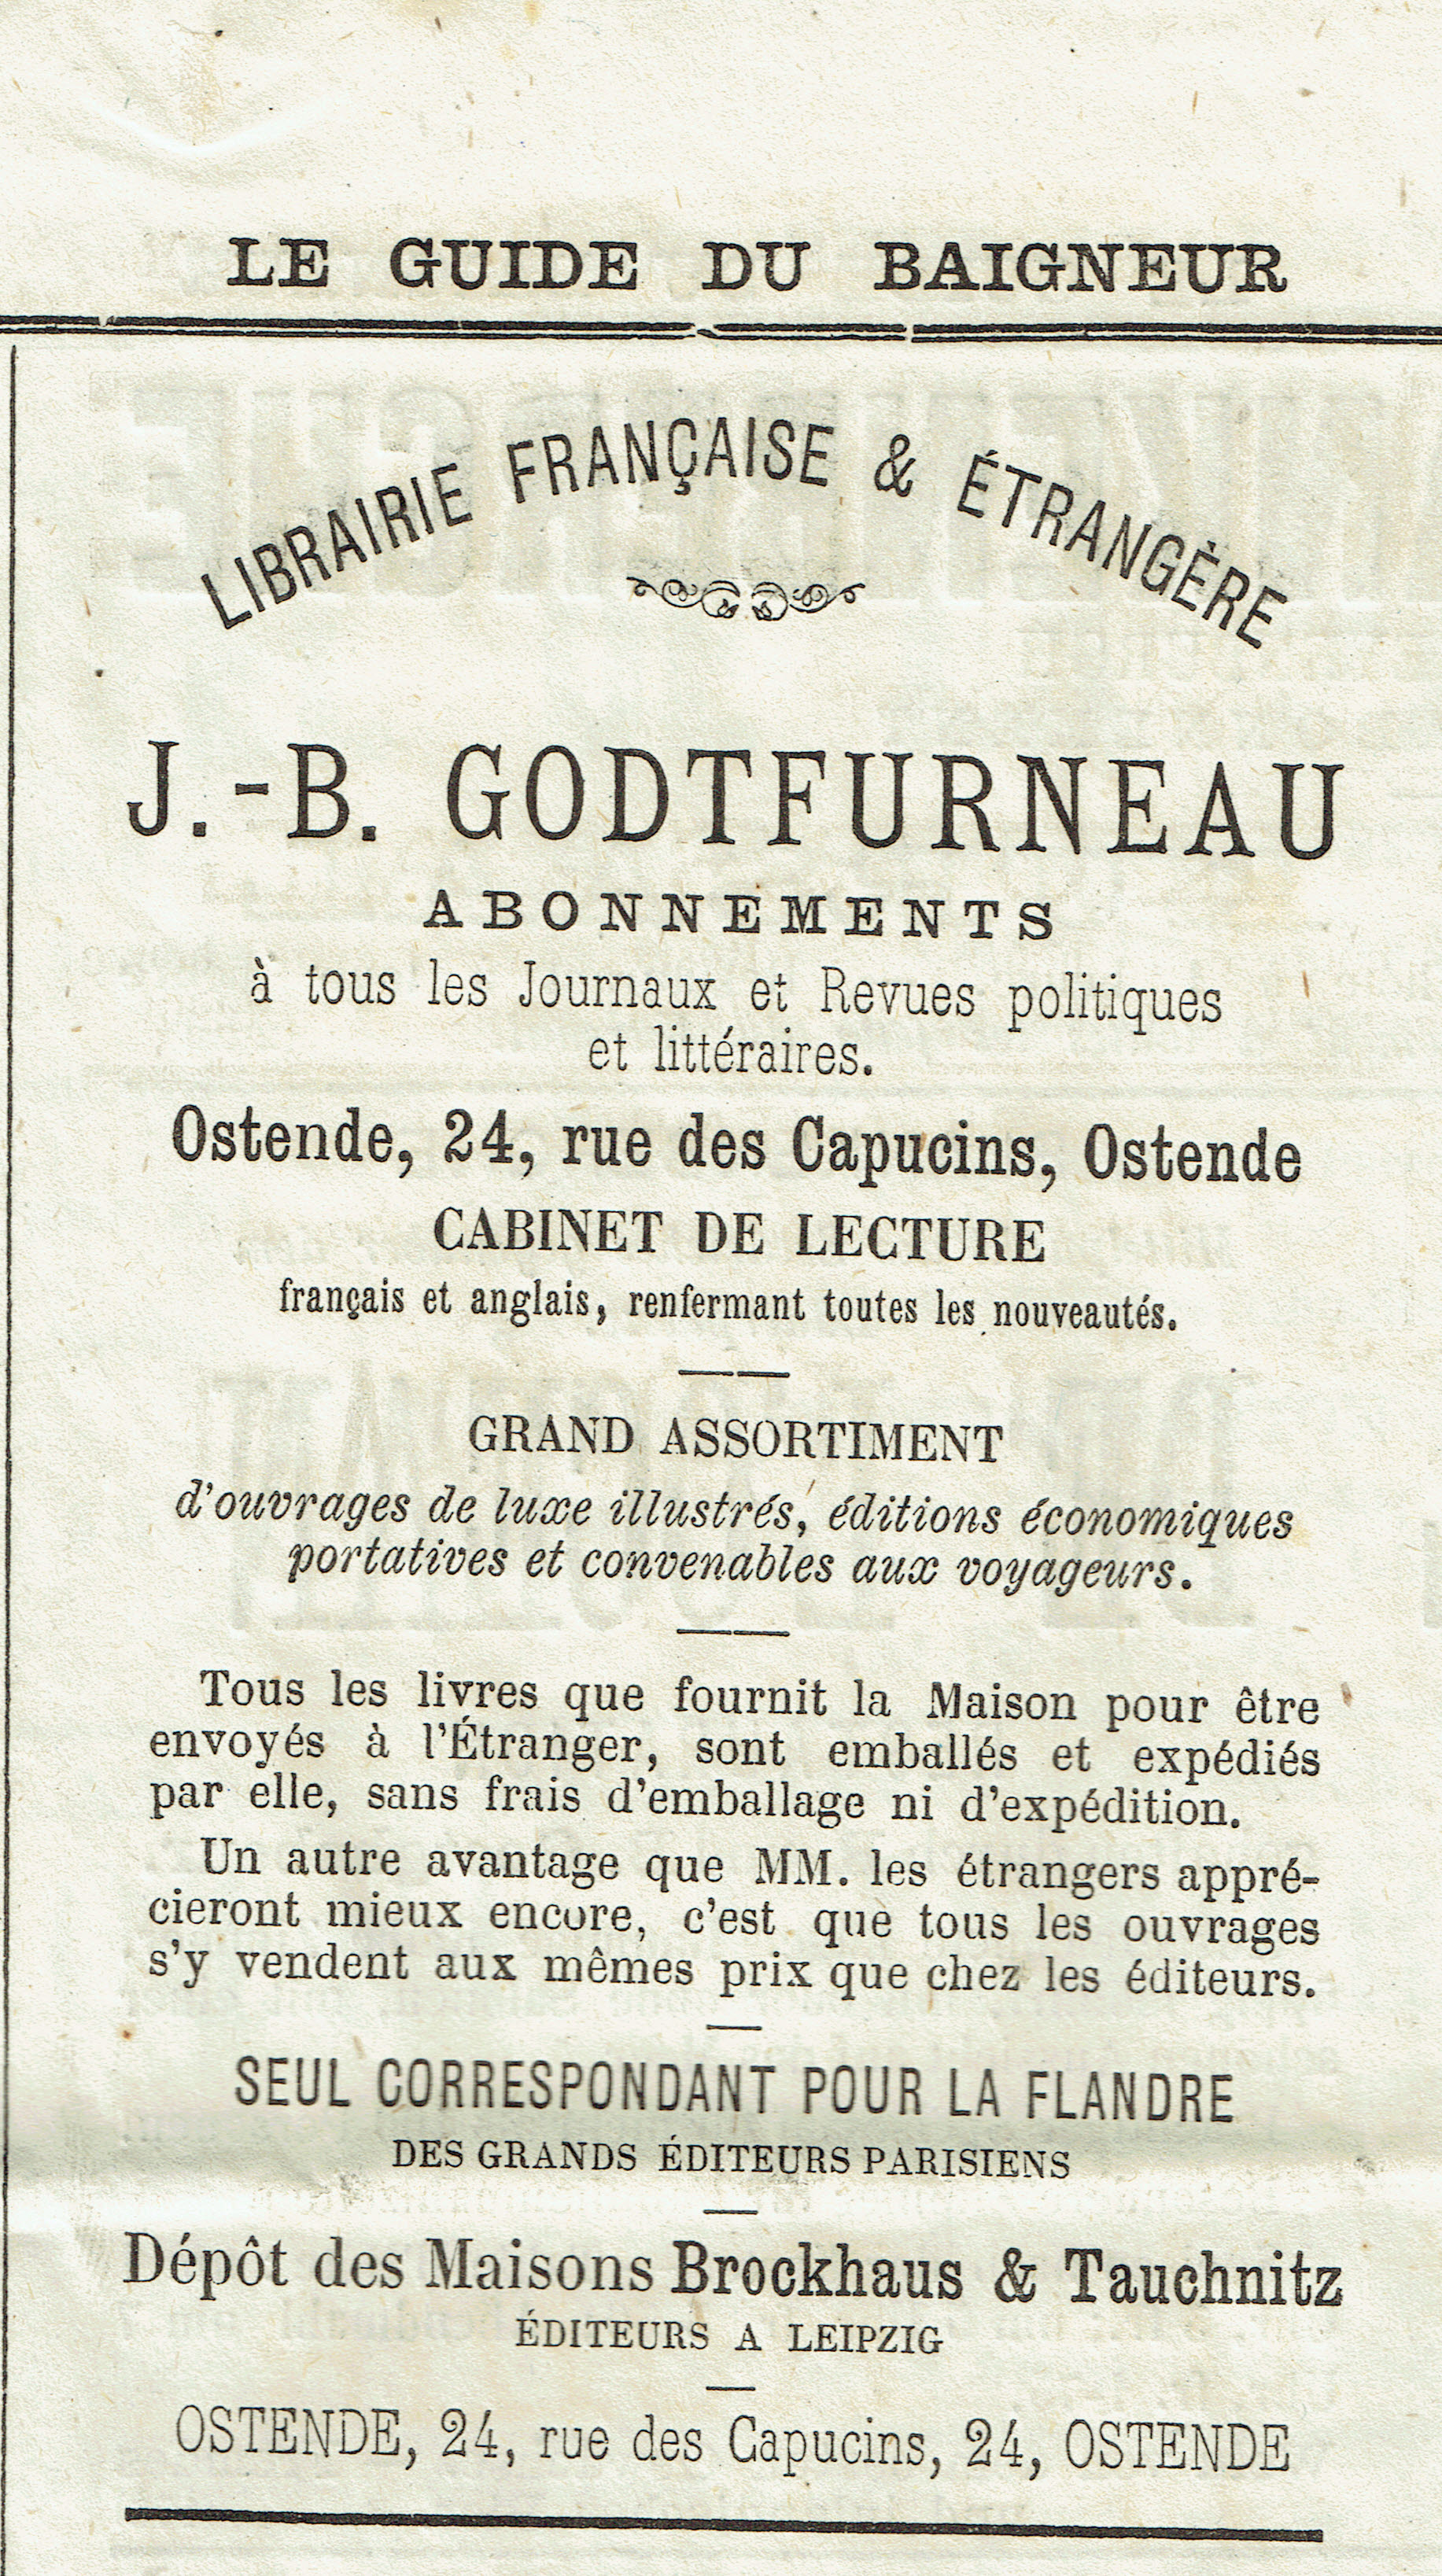 LE GUIDE DU BAIGNEUR
LIBRAIRIE FRANÇAISE & ÉTRANGÈRE
J.-B. GODTFURNEAU
ABONNEMENTS
à tous les Journaux et Revues politiques
et littéraires.
Ostende, 24, rue des Capucins, Ostende
CABINET DE LECTURE
français et anglais, renfermant toutes les nouveautés.
GRAND ASSORTIMENT
d'ouvrages de luxe illustrés, éditions économiques
portatives et convenables aux voyageurs.
Tous les livres que fournit la Maison pour être
envoyés à l'Étranger, sont emballés et expédiés
par elle, sans frais d'emballage ni d'expédition.
Un autre avantage que MM. les étrangers appré-
cieront mieux encore, c'est que tous les ouvrages
s'y vendent aux mêmes prix que chez les éditeurs.
SEUL CORRESPONDANT POUR LA FLANDRE
DES GRANDS ÉDITEURS PARISIENS
Dépôt des Maisons Brockhaus & Tauchnitz
ÉDITEURS A LEIPZIG
OSTENDE, 24, rue des Capucins, 24, OSTENDE